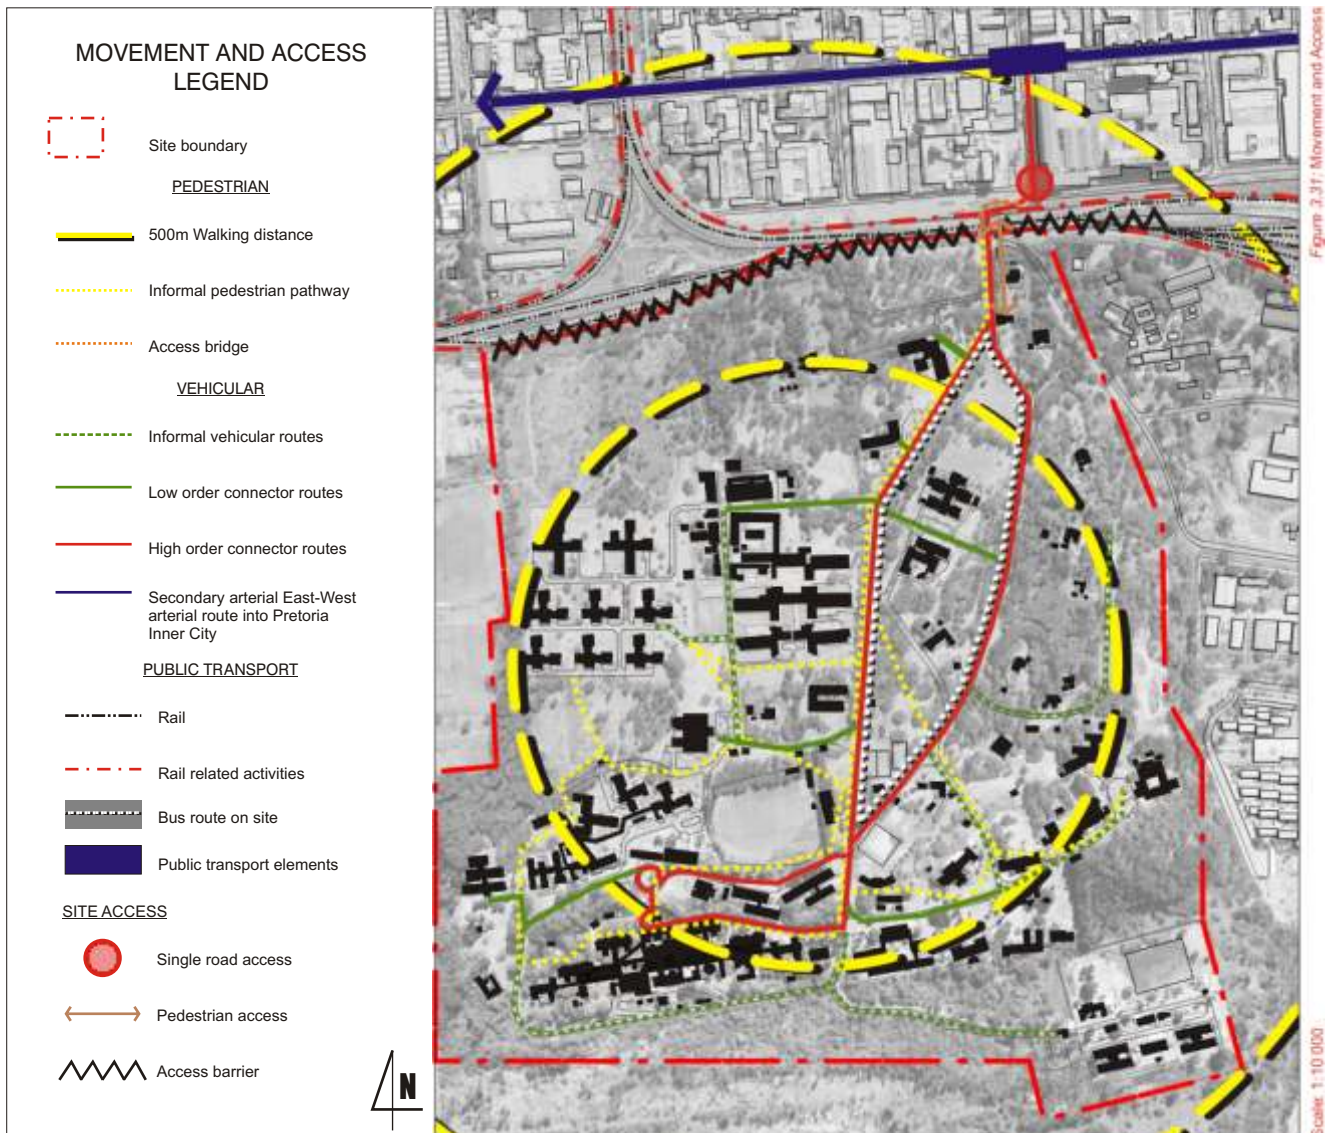 MOVEMENT AND ACCESS
LEGEND
Site boundary
PEDESTRIAN
500m Walking distance
Informal pedestrian pathway
Access bridge
VEHICULAR
Informal vehicular routes
Low order connector routes
High order connector routes
Secondary arterial East-West
arterial route into Pretoria
Inner City
PUBLIC TRANSPORT
Rail
Rail related activities
Bus route on site
Public transport elements
SITE ACCESS
Single road access
Pedestrian access
Access barrier
N
Figure 3.31: Movement and Access
Scale: 1:10 000